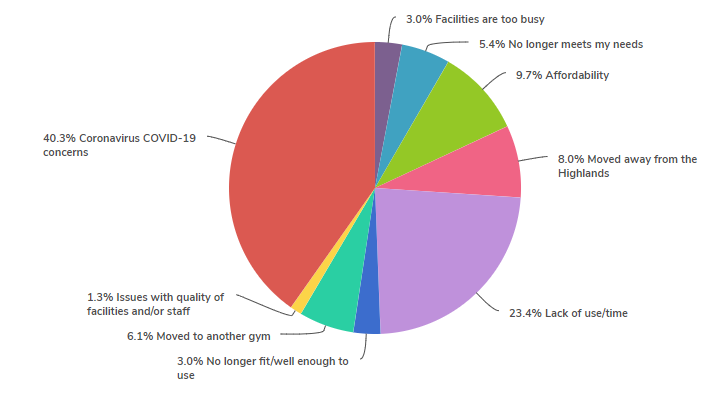 3.0% Facilities are too busy
5.4% No longer meets my needs
9.7% Affordability
8.0% Moved away from the
Highlands
23.4% Lack of use/time
3.0% No longer fit/well enough to
use
6.1% Moved to another gym
1.3% Issues with quality of
facilities and/or staff
40.3% Coronavirus COVID-19
concerns